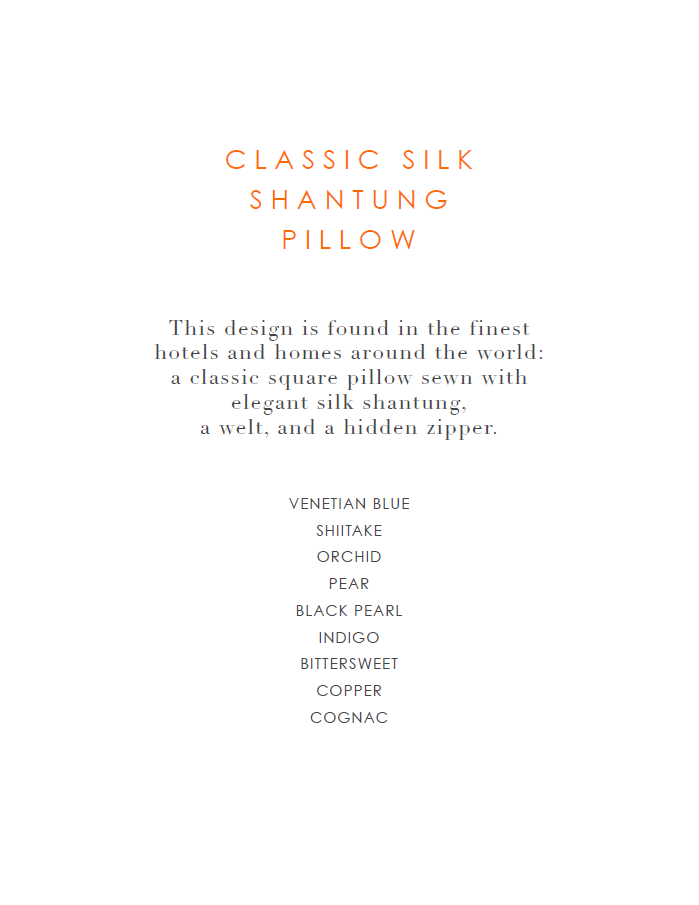 CLASSIC SILK
SHANTUNG
PILLOW
This design is found in the finest
hotels and homes around the world:
a classic square pillow sewn with
elegant silk shantung,
a welt, and a hidden zipper.
VENETIAN BLUE
SHIITAKE
ORCHID
PEAR
BLACK PEARL
INDIGO
BITTERSWEET
COPPER
COGNAC